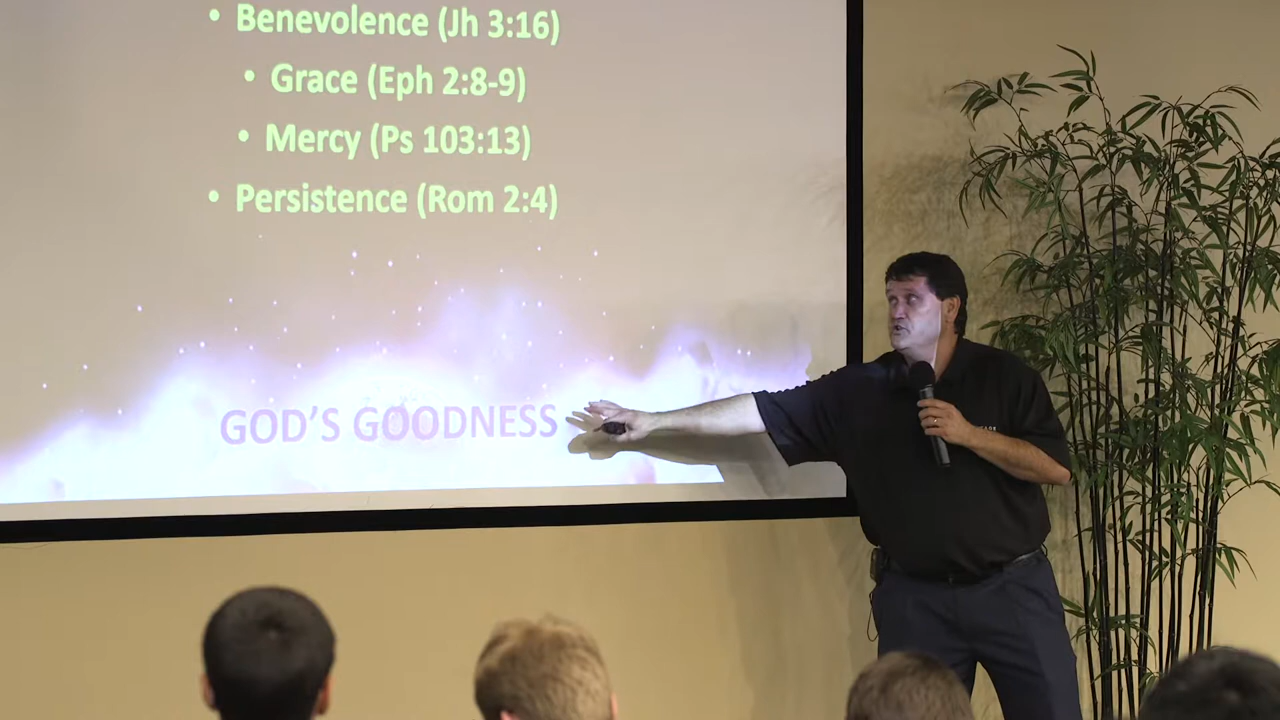 • Benevolence (Jh 3:16)
• Grace (Eph 2:8-9)
• Mercy (Ps 103:13)
• Persistence (Rom 2:4)
GOD'S GOODNESS